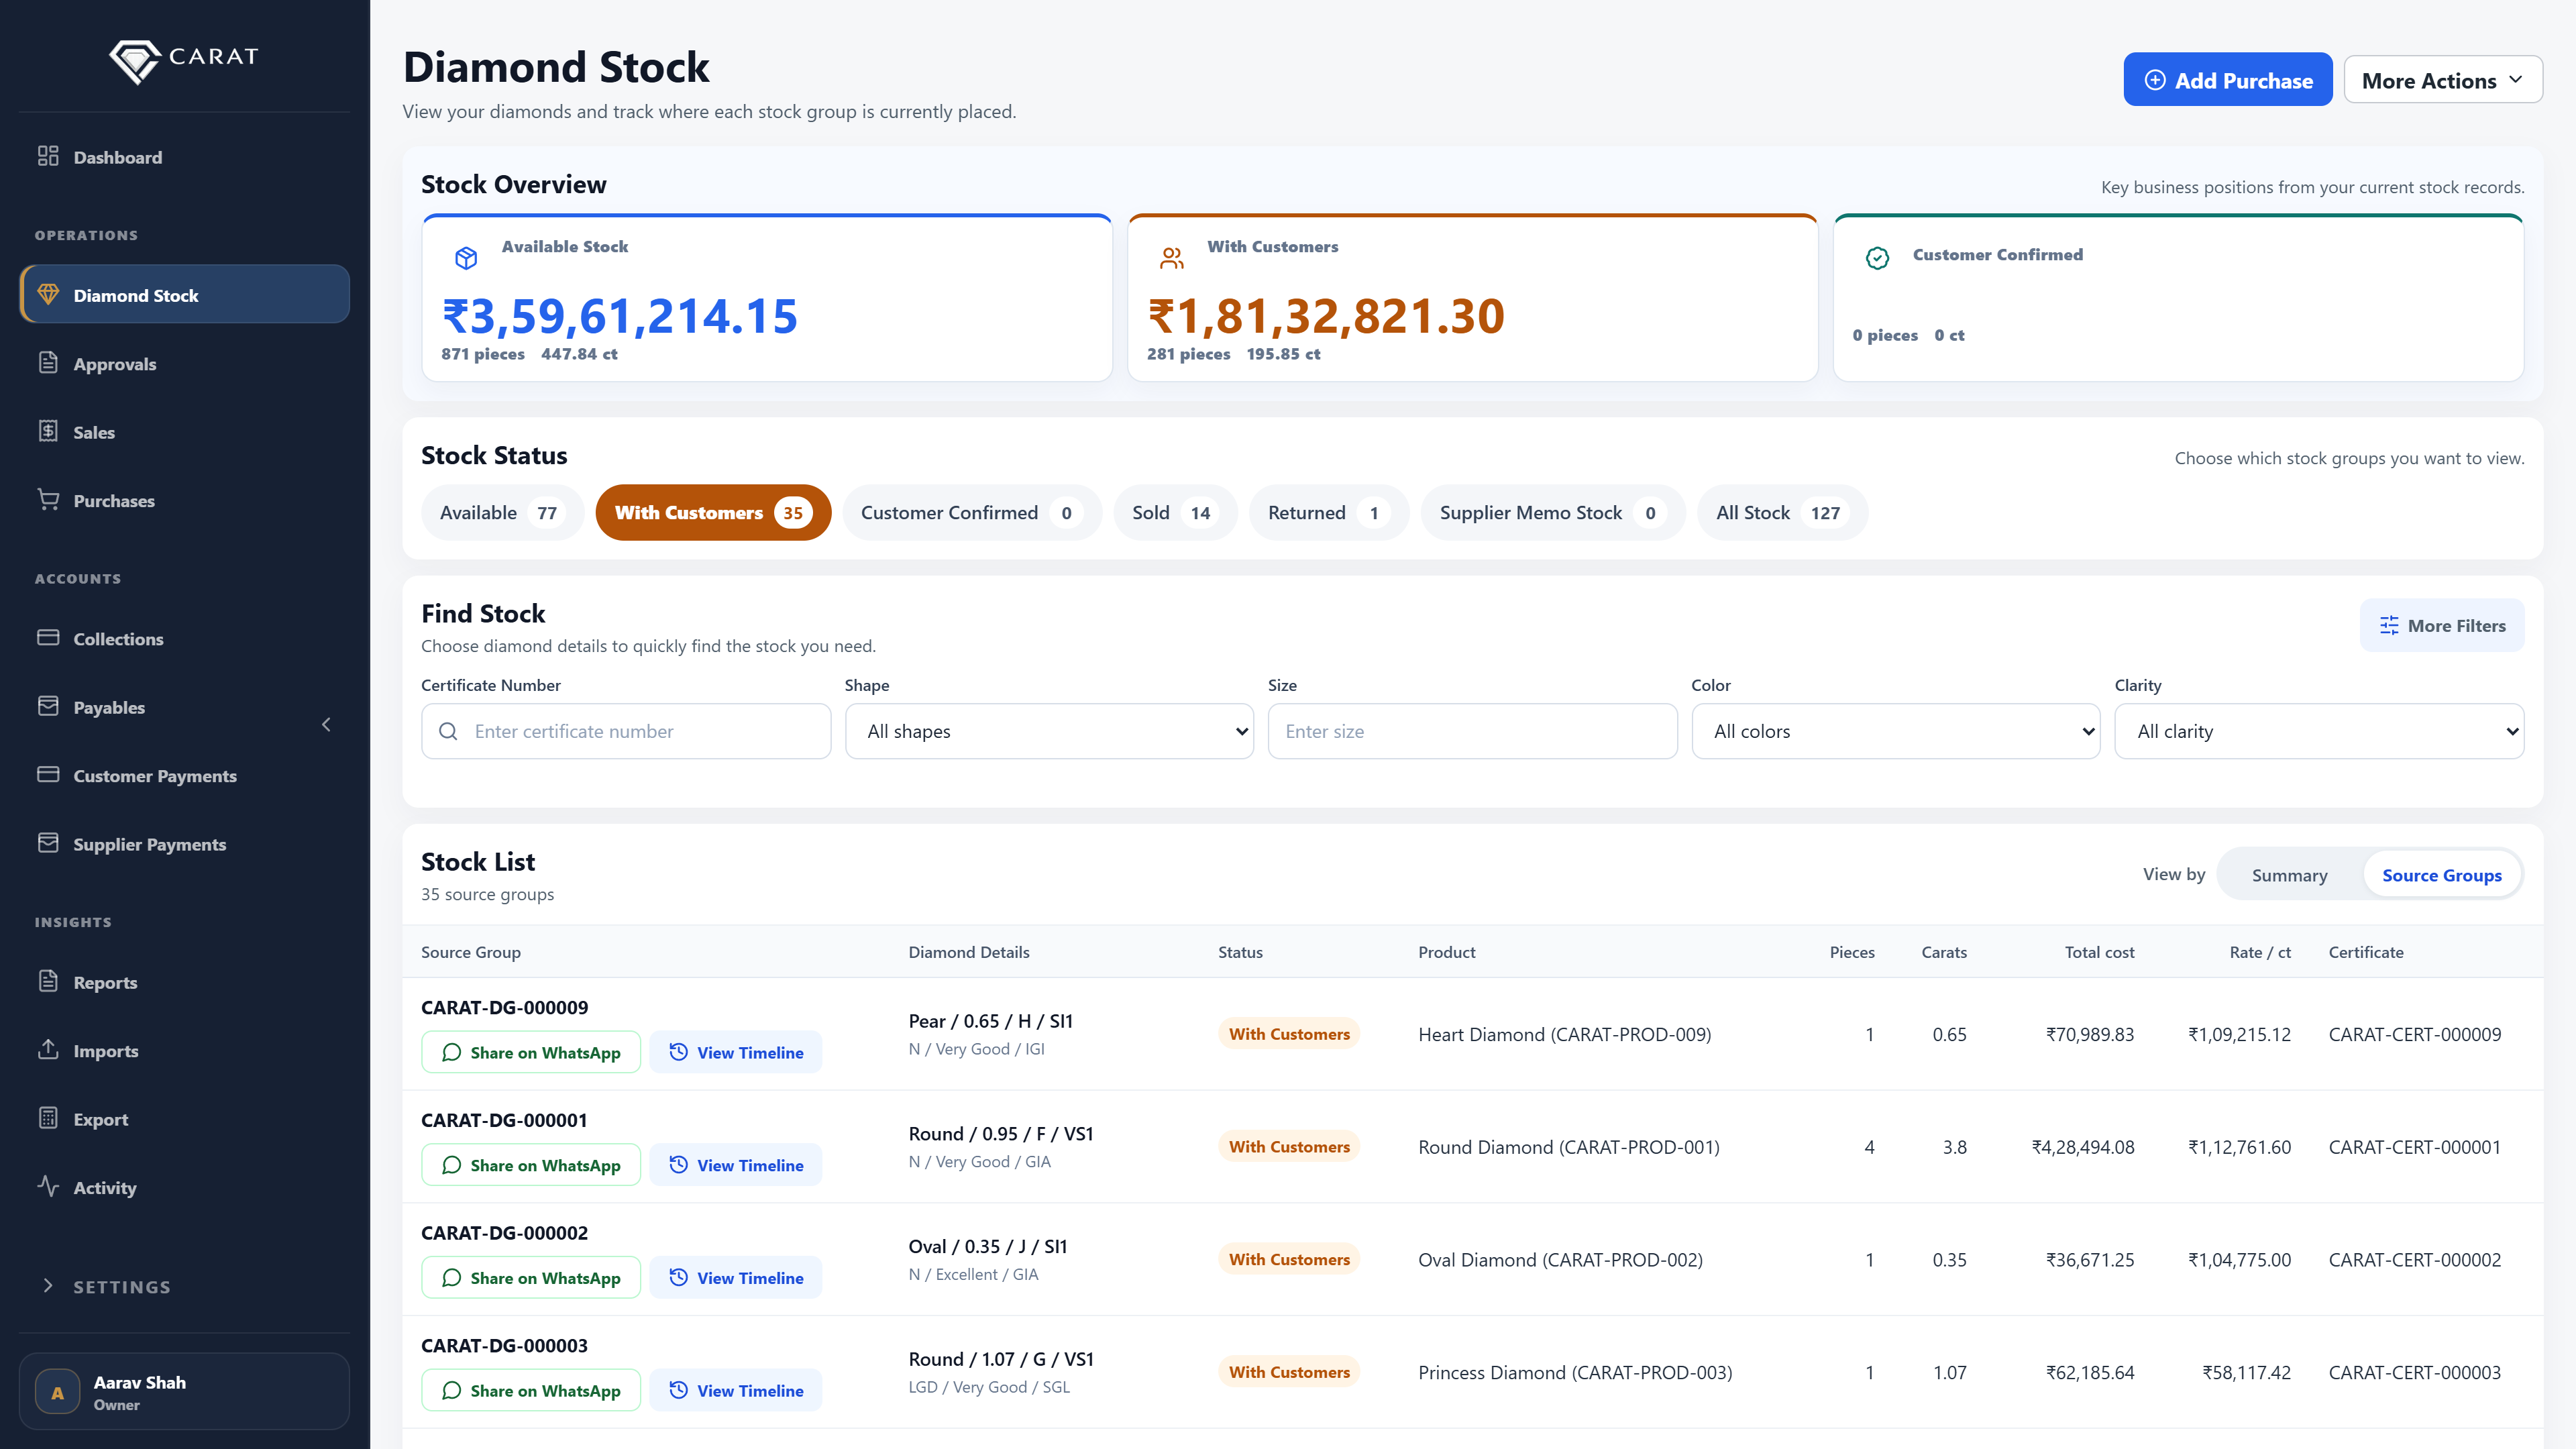 CARAT
Dashboard
OPERATIONS
Diamond Stock
Approvals
Sales
Purchases
ACCOUNTS
Collections
Payables
Customer Payments
Supplier Payments
INSIGHTS
Reports
Imports
Export
Activity
SETTINGS
A
Aarav Shah
Owner
Diamond Stock
View your diamonds and track where each stock group is currently placed.
Add Purchase
More Actions
Stock Overview
Key business positions from your current stock records.
Available Stock
₹3,59,61,214.15
871 pieces 447.84 ct
With Customers
₹1,81,32,821.30
281 pieces 195.85 ct
Customer Confirmed
0 pieces 0 ct
Stock Status
Choose which stock groups you want to view.
Available 77 With Customers 35 Customer Confirmed 0 Sold 14 Returned 1 Supplier Memo Stock 0 All Stock 127
Find Stock
Choose diamond details to quickly find the stock you need.
More Filters
Certificate Number Shape Size Color Clarity
Enter certificate number All shapes Enter size All colors All clarity
Stock List
35 source groups
View by Summary Source Groups
Source Group Diamond Details Status Product Pieces Carats Total cost Rate / ct Certificate
CARAT-DG-000009
Share on WhatsApp View Timeline
Pear / 0.65 / H / SI1
N / Very Good / IGI
With Customers Heart Diamond (CARAT-PROD-009) 1 0.65 ₹70,989.83 ₹1,09,215.12 CARAT-CERT-000009
CARAT-DG-000001
Share on WhatsApp View Timeline
Round / 0.95 / F / VS1
N / Very Good / GIA
With Customers Round Diamond (CARAT-PROD-001) 4 3.8 ₹4,28,494.08 ₹1,12,761.60 CARAT-CERT-000001
CARAT-DG-000002
Share on WhatsApp View Timeline
Oval / 0.35 / J / SI1
N / Excellent / GIA
With Customers Oval Diamond (CARAT-PROD-002) 1 0.35 ₹36,671.25 ₹1,04,775.00 CARAT-CERT-000002
CARAT-DG-000003
Share on WhatsApp View Timeline
Round / 1.07 / G / VS1
LGD / Very Good / SGL
With Customers Princess Diamond (CARAT-PROD-003) 1 1.07 ₹62,185.64 ₹58,117.42 CARAT-CERT-000003